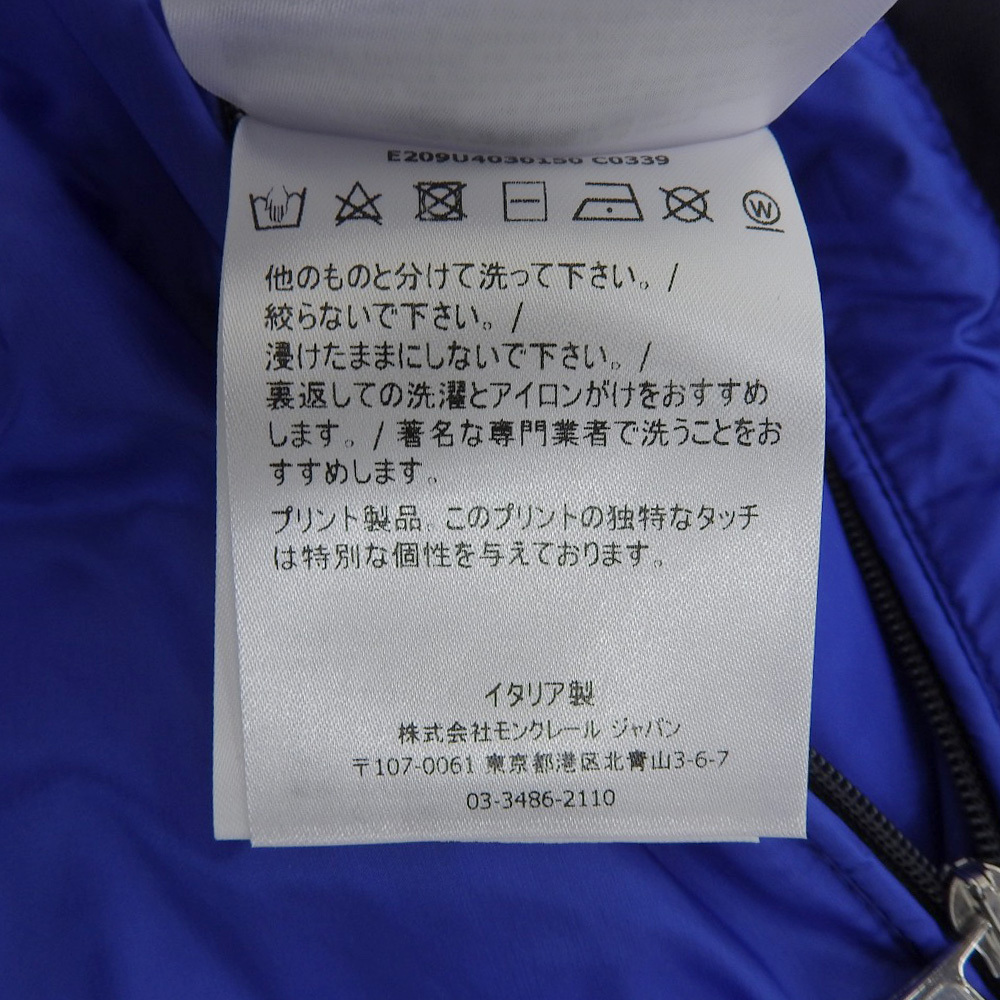 E209U4030150 C0339
W
他のものと分けて洗って下さい。/
絞らないで下さい。/
浸けたままにしないで下さい。/
裏返しての洗濯とアイロンがけをおすすめ
します。/ 著名な専門業者で洗うことをお
すすめします。
プリント製品. このプリントの独特なタッチ
は特別な個性を与えております。
イタリア製
株式会社モンクレール ジャパン
〒107-0061 東京都港区北青山3-6-7
03-3486-2110